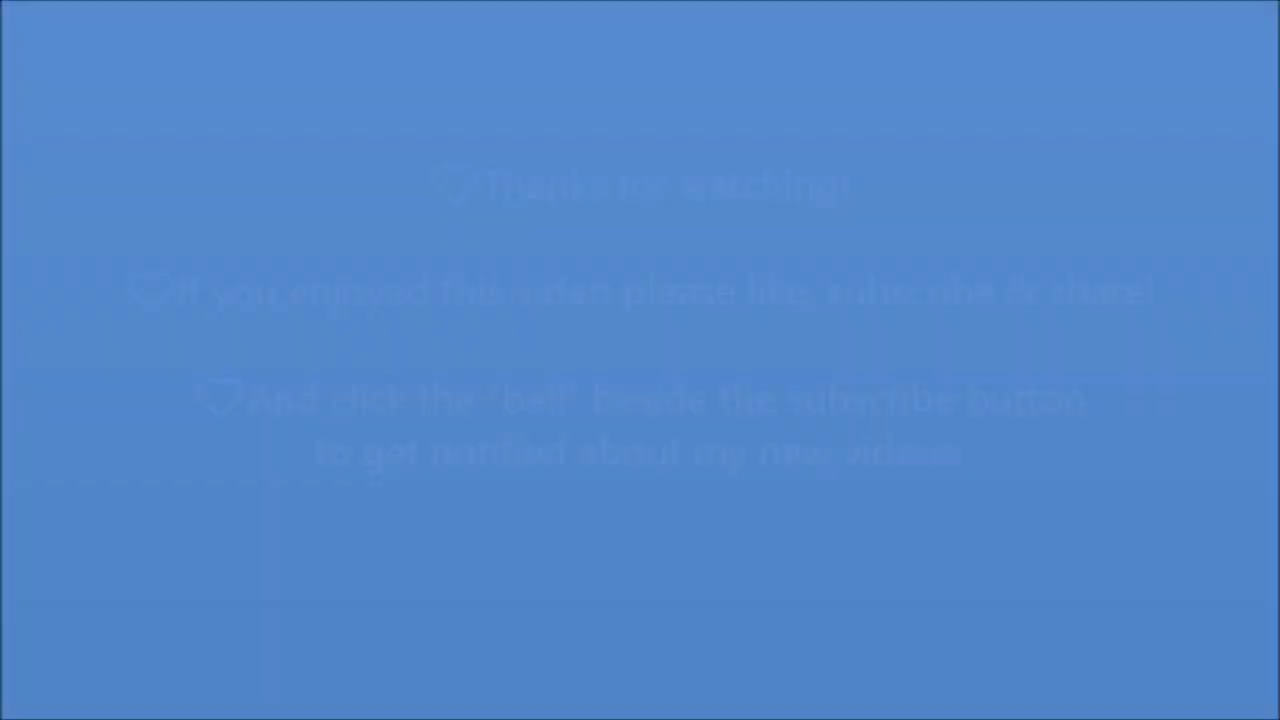 ♡Thanks for watching!
♡If you enjoyed this video please like, subscribe & share!
♡And click the "bell" beside the subscribe button
to get notified about my new videos